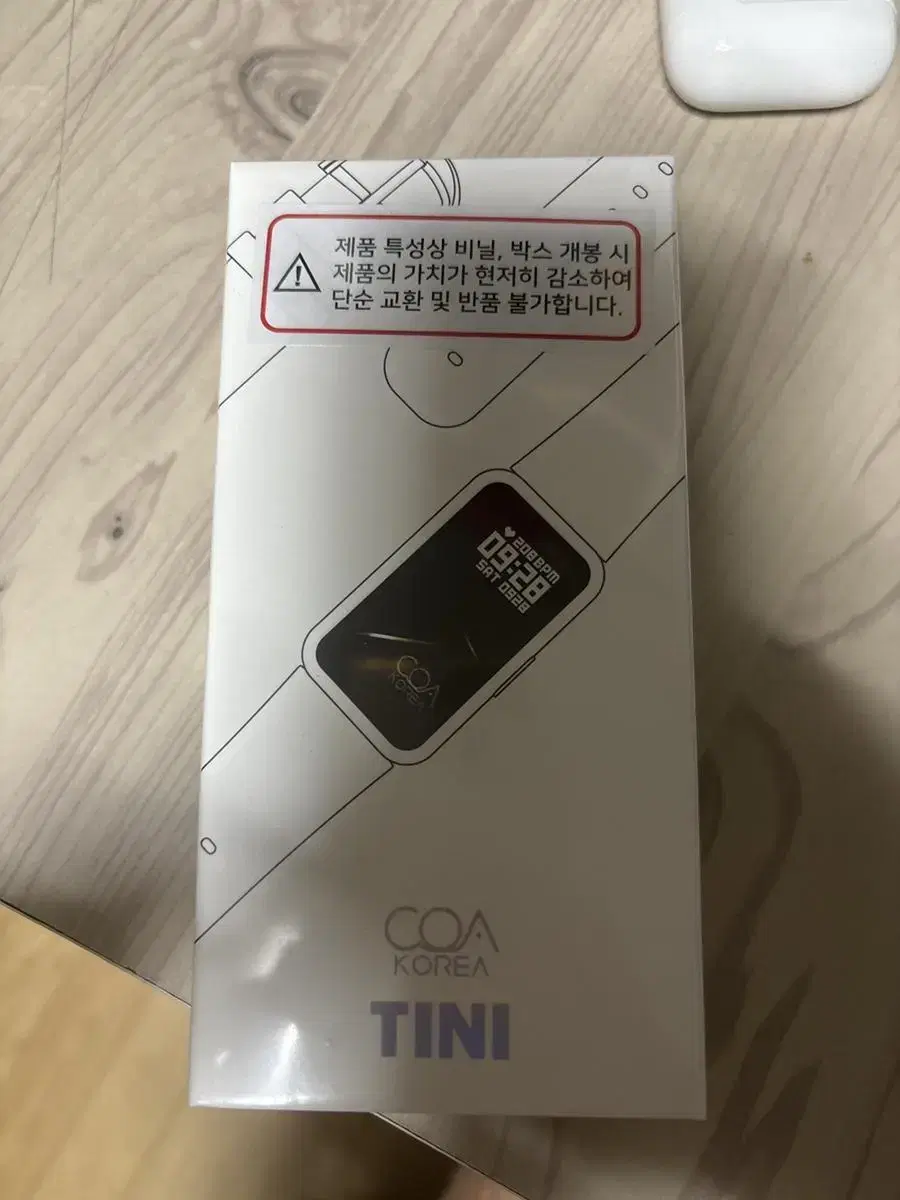 제품 특성상 비닐, 박스 개봉 시
제품의 가치가 현저히 감소하여
단순 교환 및 반품 불가합니다.
208BPM
09:28
SAT 0928
COA
KOREA
COA
KOREA
TINI